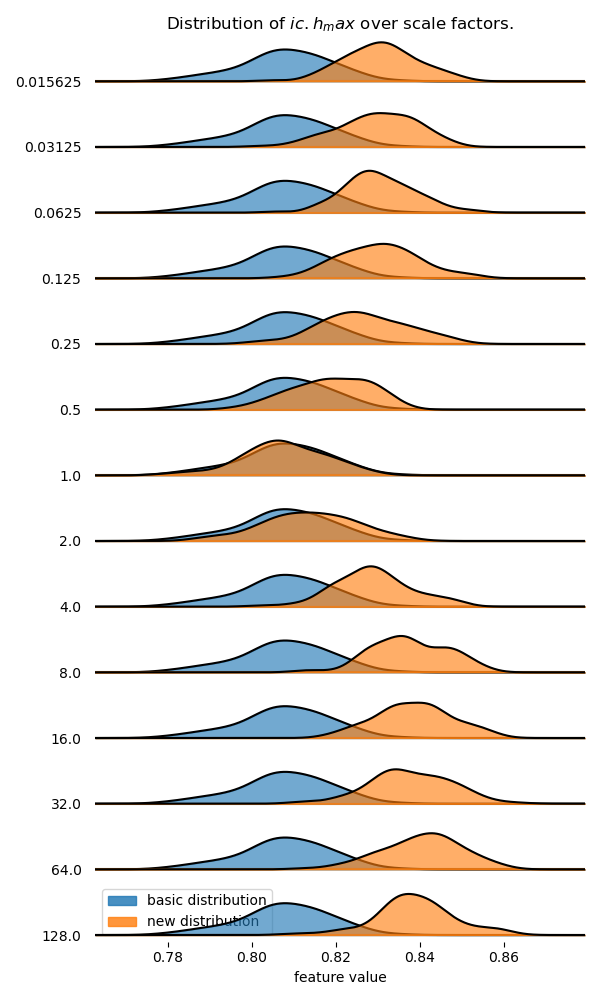 Distribution of ic. h_max over scale factors.
0.015625
0.03125
0.0625
0.125
0.25
0.5
1.0
2.0
4.0
8.0
16.0
32.0
64.0
128.0
basic distribution
new distribution
0.78 0.80 0.82 0.84 0.86
feature value